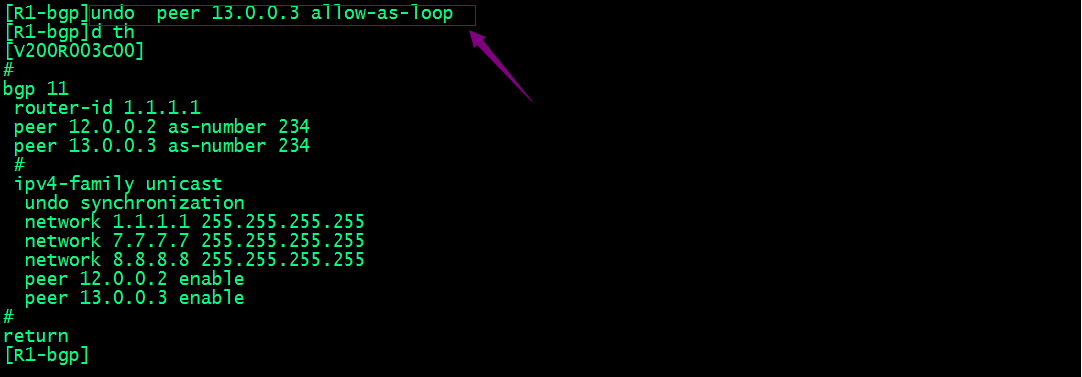 [R1-bgp]undo  peer 13.0.0.3 allow-as-loop
[R1-bgp]d th
[V200R003C00]
#
bgp 11
 router-id 1.1.1.1
 peer 12.0.0.2 as-number 234
 peer 13.0.0.3 as-number 234
 #
 ipv4-family unicast
  undo synchronization
  network 1.1.1.1 255.255.255.255
  network 7.7.7.7 255.255.255.255
  network 8.8.8.8 255.255.255.255
  peer 12.0.0.2 enable
  peer 13.0.0.3 enable
#
return
[R1-bgp]